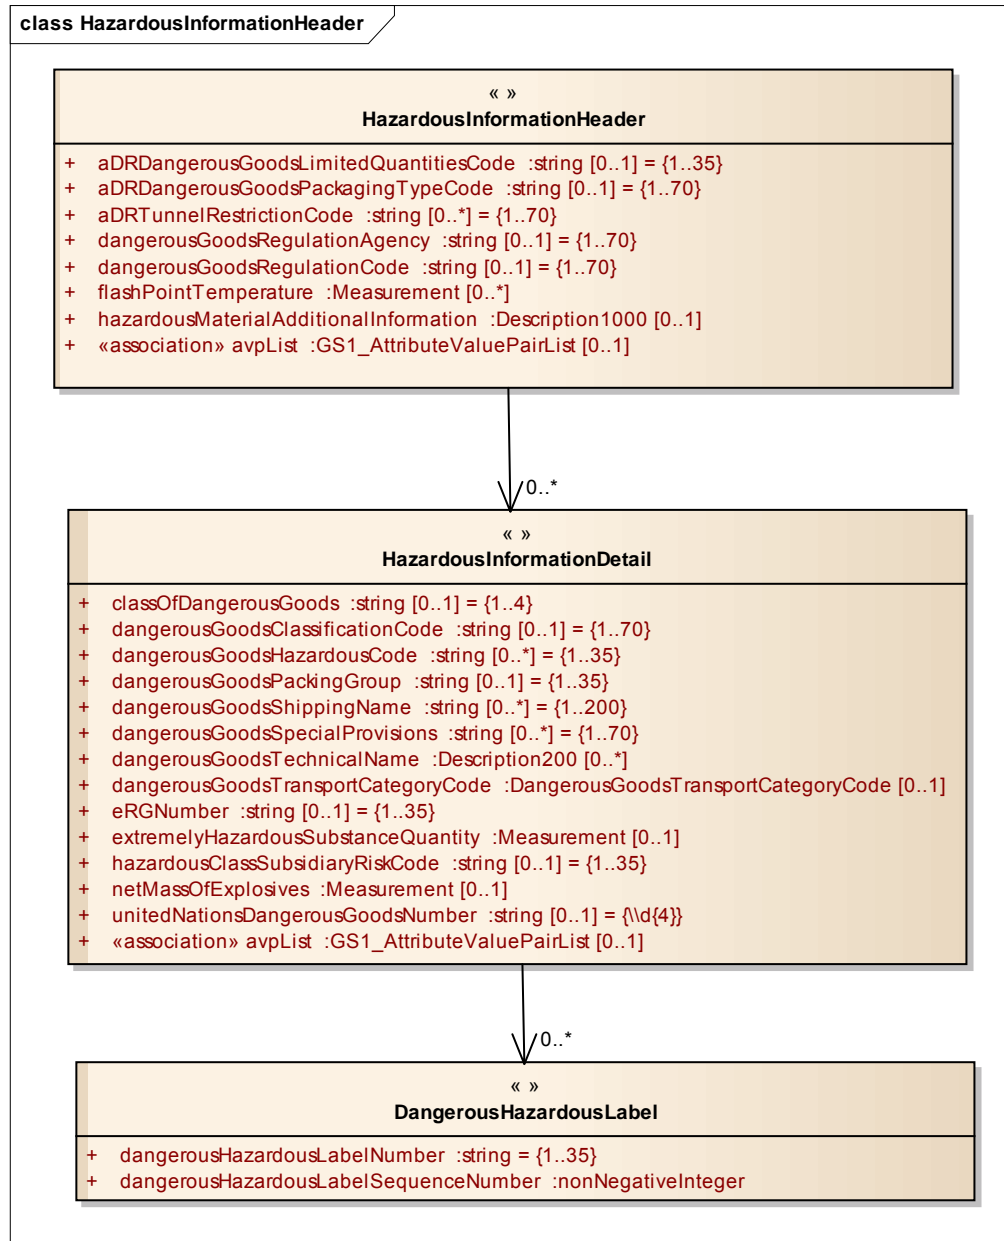 class HazardousInformationHeader
« »
HazardousInformationHeader
+ aDRDangerousGoodsLimitedQuantitiesCode :string [0..1] = {1..35}
+ aDRDangerousGoodsPackagingTypeCode :string [0..1] = {1..70}
+ aDRTunnelRestrictionCode :string [0..*] = {1..70}
+ dangerousGoodsRegulationAgency :string [0..1] = {1..70}
+ dangerousGoodsRegulationCode :string [0..1] = {1..70}
+ flashPointTemperature :Measurement [0..*]
+ hazardousMaterialAdditionalInformation :Description1000 [0..1]
+ «association» avpList :GS1_AttributeValuePairList [0..1]
0..*
« »
HazardousInformationDetail
+ classOfDangerousGoods :string [0..1] = {1..4}
+ dangerousGoodsClassificationCode :string [0..1] = {1..70}
+ dangerousGoodsHazardousCode :string [0..*] = {1..35}
+ dangerousGoodsPackingGroup :string [0..1] = {1..35}
+ dangerousGoodsShippingName :string [0..*] = {1..200}
+ dangerousGoodsSpecialProvisions :string [0..*] = {1..70}
+ dangerousGoodsTechnicalName :Description200 [0..*]
+ dangerousGoodsTransportCategoryCode :DangerousGoodsTransportCategoryCode [0..1]
+ eRGNumber :string [0..1] = {1..35}
+ extremelyHazardousSubstanceQuantity :Measurement [0..1]
+ hazardousClassSubsidiaryRiskCode :string [0..1] = {1..35}
+ netMassOfExplosives :Measurement [0..1]
+ unitedNationsDangerousGoodsNumber :string [0..1] = {\\d{4}}
+ «association» avpList :GS1_AttributeValuePairList [0..1]
0..*
« »
DangerousHazardousLabel
+ dangerousHazardousLabelNumber :string = {1..35}
+ dangerousHazardousLabelSequenceNumber :nonNegativeInteger